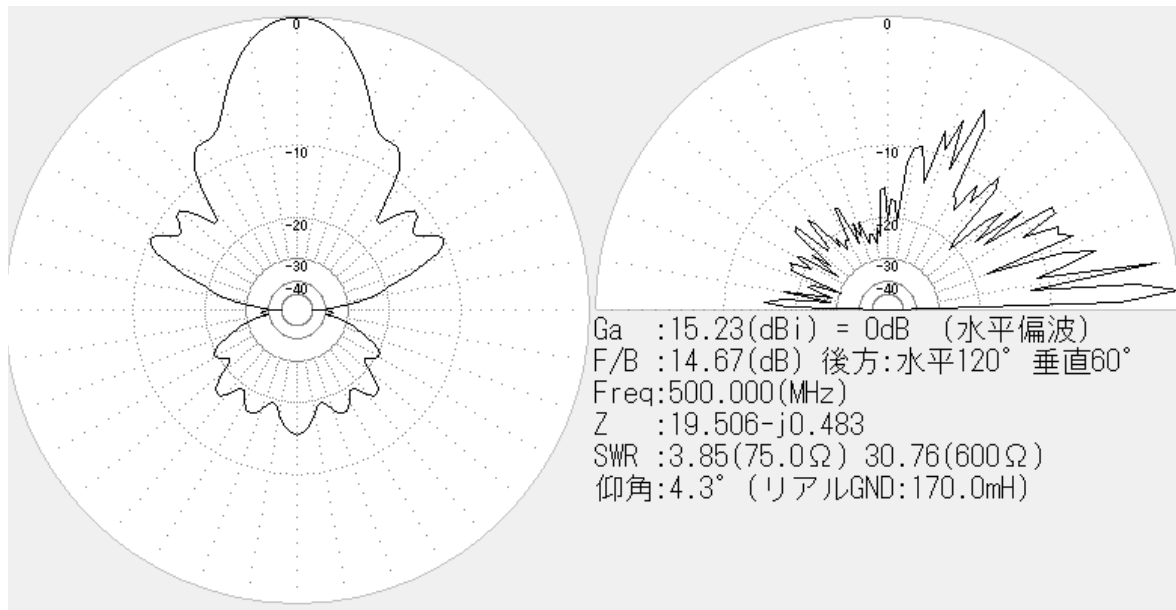 0
-10
-20
-30
-40
0
-10
-20
-30
-40
Ga :15.23(dBi) = 0dB (水平偏波)
F/B :14.67(dB) 後方:水平120° 垂直60°
Freq:500.000(MHz)
Z :19.506-j0.483
SWR :3.85(75.0Ω) 30.76(600Ω)
仰角:4.3° (リアルGND:170.0mH)